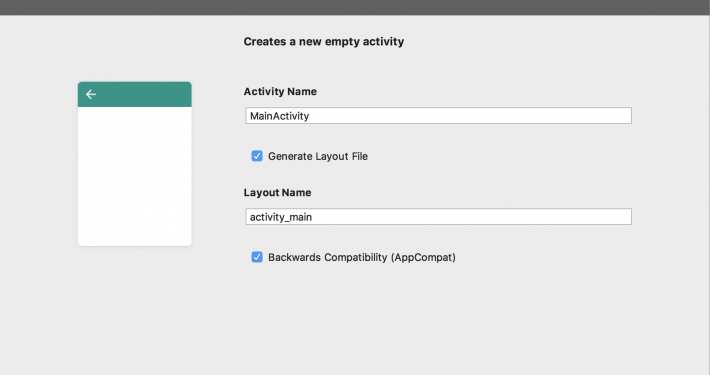 Creates a new empty activity
Activity Name
MainActivity
Generate Layout File
Layout Name
activity_main
Backwards Compatibility (AppCompat)